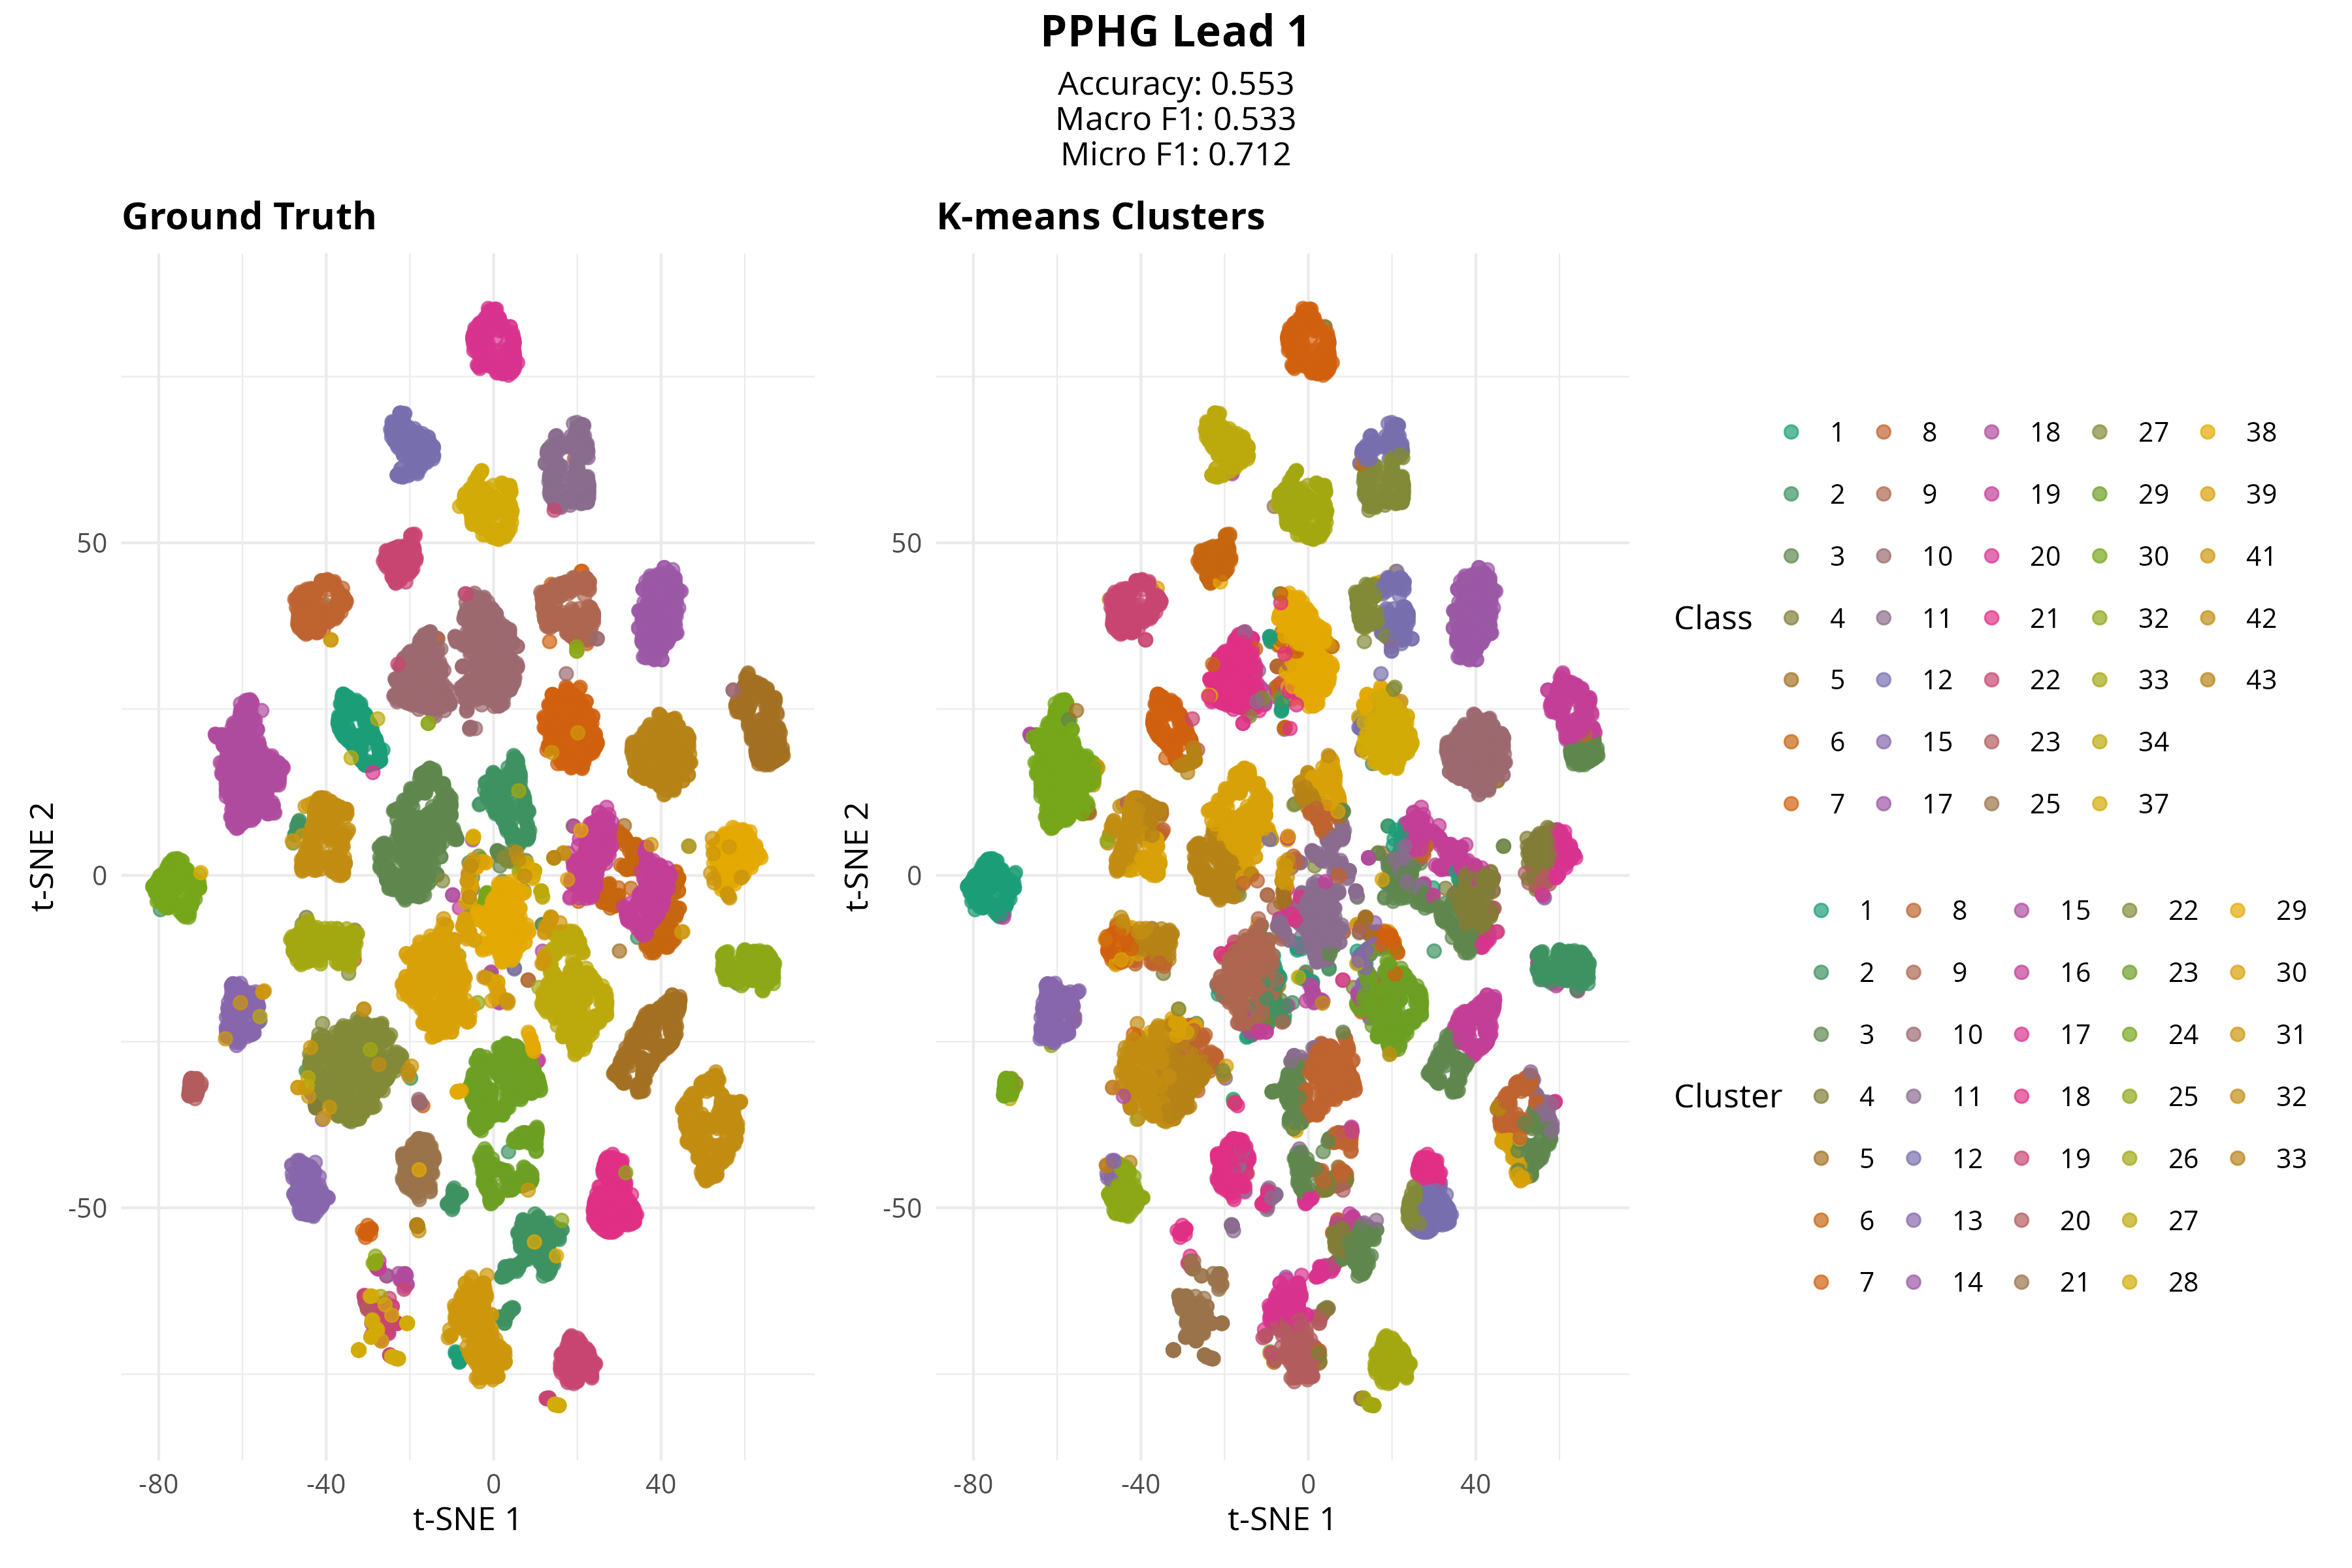 PPHG Lead 1
Accuracy: 0.553
Macro F1: 0.533
Micro F1: 0.712
Ground Truth
K-means Clusters
50
0
-50
-80 -40 0 40
t-SNE 1
t-SNE 2
50
0
-50
-80 -40 0 40
t-SNE 1
t-SNE 2
Class
1 8 18 27 38
2 9 19 29 39
3 10 20 30 41
4 11 21 32 42
5 12 22 33 43
6 15 23 34
7 17 25 37
Cluster
1 8 15 22 29
2 9 16 23 30
3 10 17 24 31
4 11 18 25 32
5 12 19 26 33
6 13 20 27
7 14 21 28